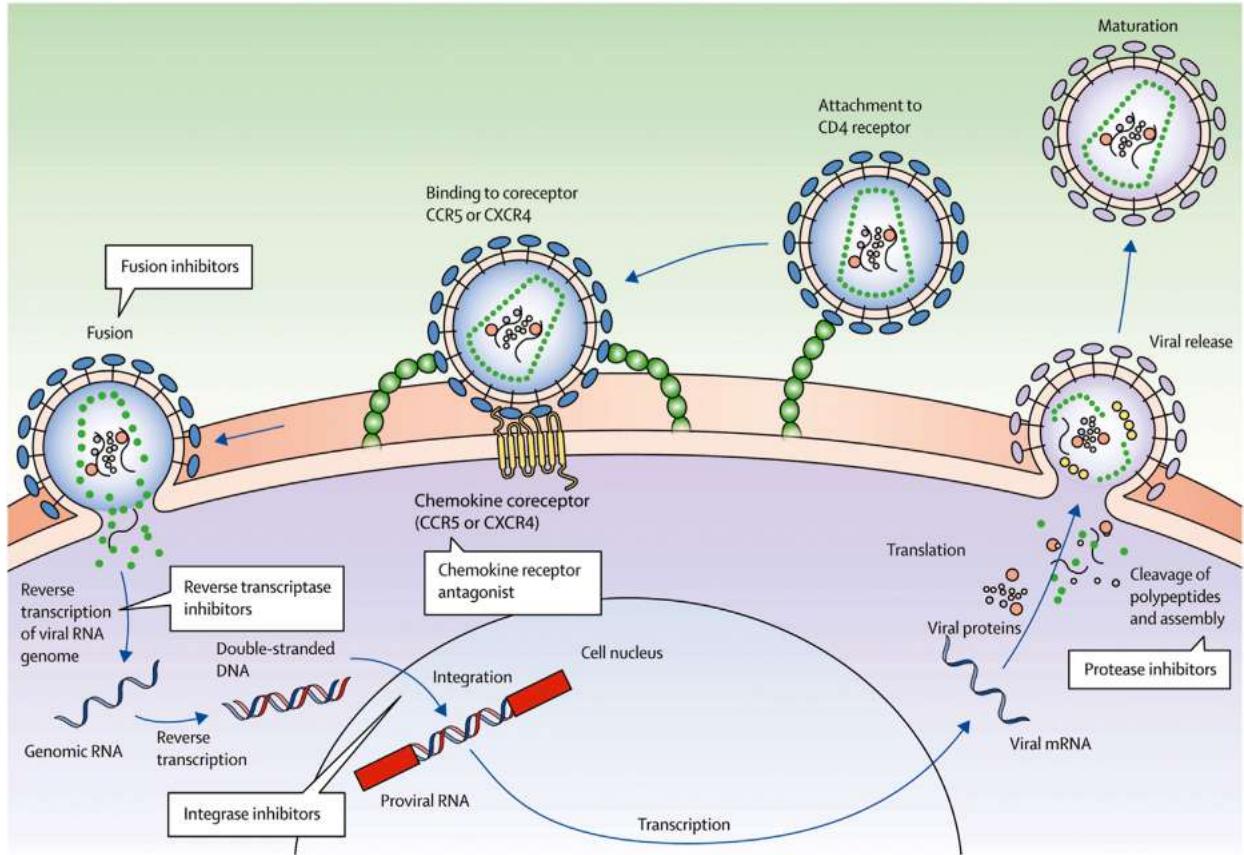 Maturation
Attachment to
CD4 receptor
Binding to coreceptor
CCR5 or CXCR4
Fusion inhibitors
Fusion
Viral release
Chemokine coreceptor
(CCR5 or CXCR4)
Chemokine receptor
antagonist
Translation
Cleavage of
polypeptides
and assembly
Viral proteins
Protease inhibitors
Reverse
transcription
of viral RNA
genome
Reverse transcriptase
inhibitors
Double-stranded
DNA
Cell nucleus
Integration
Genomic RNA
Reverse
transcription
Viral mRNA
Integrase inhibitors
Proviral RNA
Transcription